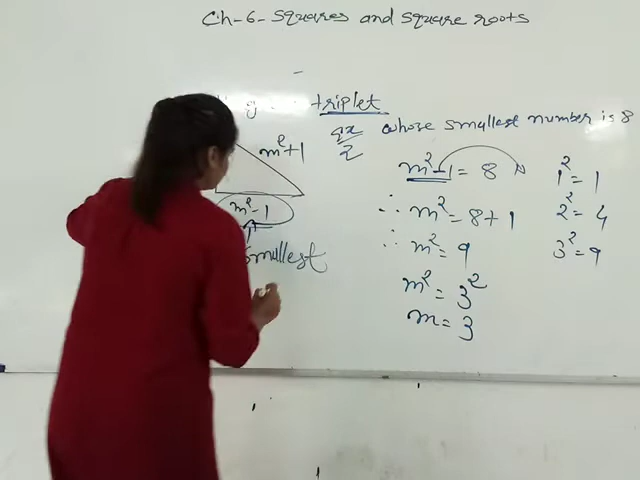 Ch-6-Squares and square roots
triplet
m²+1
m²-1
smallest
Ex/2 whose smallest number is 8
m²-1 = 8
∴ m² = 8+1
∴ m² = 9
m² = 3²
m = 3
1² = 1
2² = 4
3² = 9